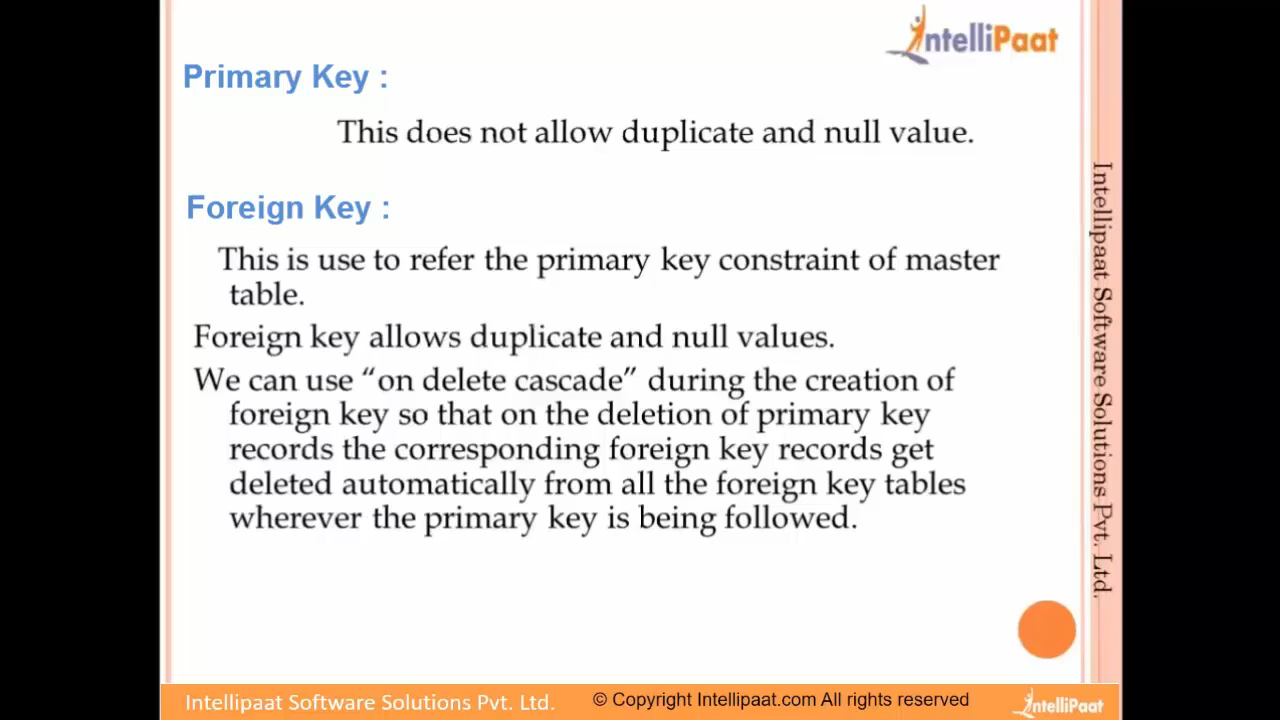 IntelliPaat
Primary Key :
This does not allow duplicate and null value.
Foreign Key :
This is use to refer the primary key constraint of master
table.
Foreign key allows duplicate and null values.
We can use “on delete cascade” during the creation of
foreign key so that on the deletion of primary key
records the corresponding foreign key records get
deleted automatically from all the foreign key tables
wherever the primary key is being followed.
Intellipaat Software Solutions Pvt. Ltd.
Intellipaat Software Solutions Pvt. Ltd.
© Copyright Intellipaat.com All rights reserved
IntelliPaat